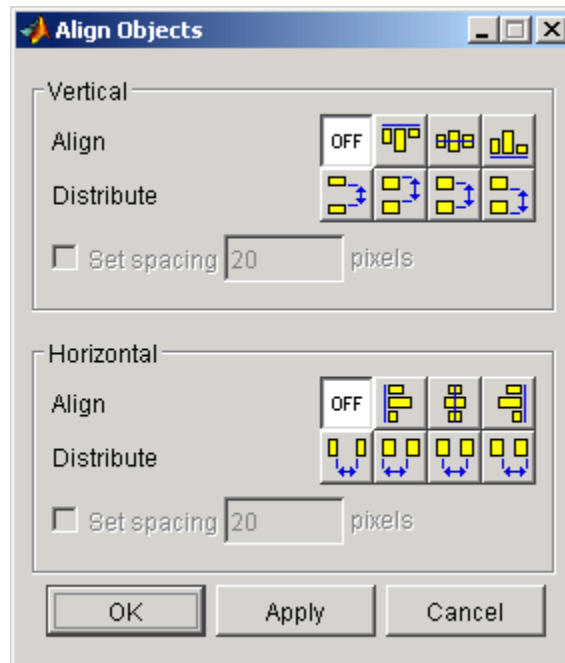 Align Objects
Vertical
Align OFF
Distribute
Set spacing 20 pixels
Horizontal
Align OFF
Distribute
Set spacing 20 pixels
OK Apply Cancel